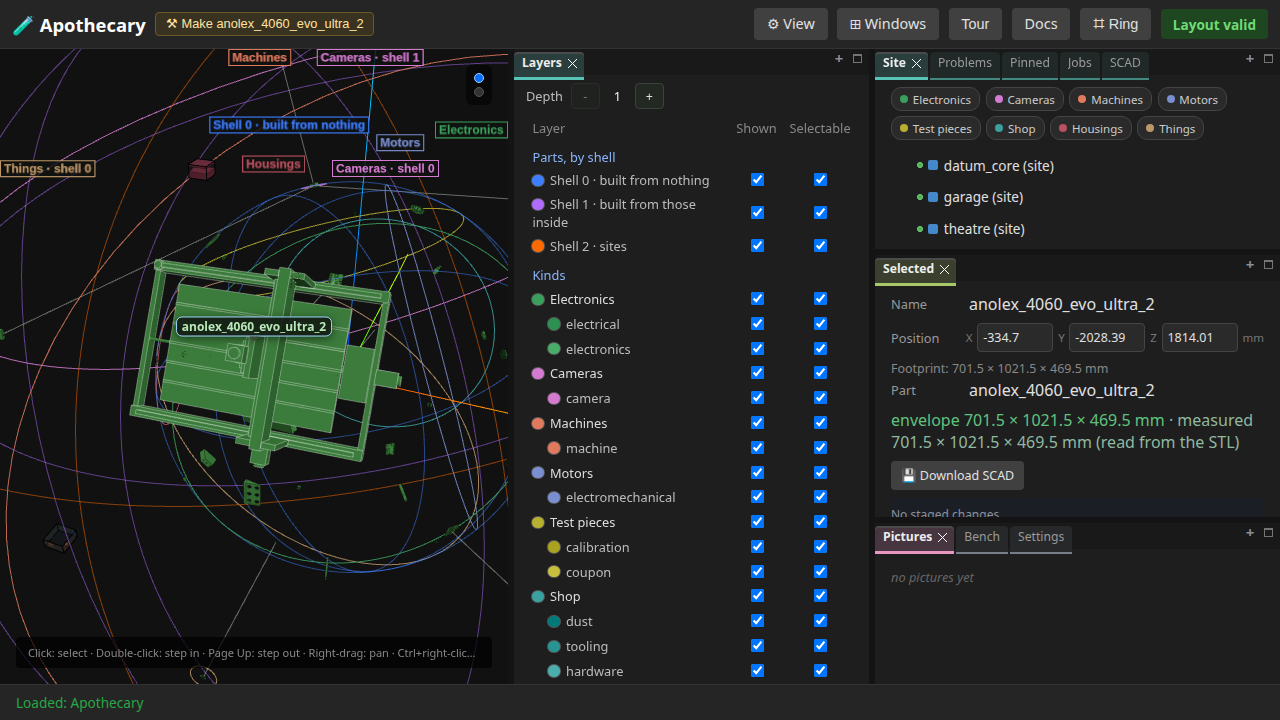 🧪 Apothecary
⚒ Make anolex_4060_evo_ultra_2
⚙ View
⊞ Windows
Tour
Docs
⌗ Ring
Layout valid
Machines
Cameras · shell 1
Shell 0 · built from nothing
Motors
Electronics
Things · shell 0
Housings
Cameras · shell 0
anolex_4060_evo_ultra_2
Click: select · Double-click: step in · Page Up: step out · Right-drag: pan · Ctrl+right-clic…
Layers
Depth - 1 +
Layer Shown Selectable
Parts, by shell
Shell 0 · built from nothing
Shell 1 · built from those
inside
Shell 2 · sites
Kinds
Electronics
electrical
electronics
Cameras
camera
Machines
machine
Motors
electromechanical
Test pieces
calibration
coupon
Shop
dust
tooling
hardware
Site Problems Pinned Jobs SCAD
Electronics Cameras Machines Motors
Test pieces Shop Housings Things
datum_core (site)
garage (site)
theatre (site)
Selected
Name anolex_4060_evo_ultra_2
Position X -334.7 Y -2028.39 Z 1814.01 mm
Footprint: 701.5 × 1021.5 × 469.5 mm
Part anolex_4060_evo_ultra_2
envelope 701.5 × 1021.5 × 469.5 mm · measured
701.5 × 1021.5 × 469.5 mm (read from the STL)
💾 Download SCAD
No staged changes
Pictures Bench Settings
no pictures yet
Loaded: Apothecary